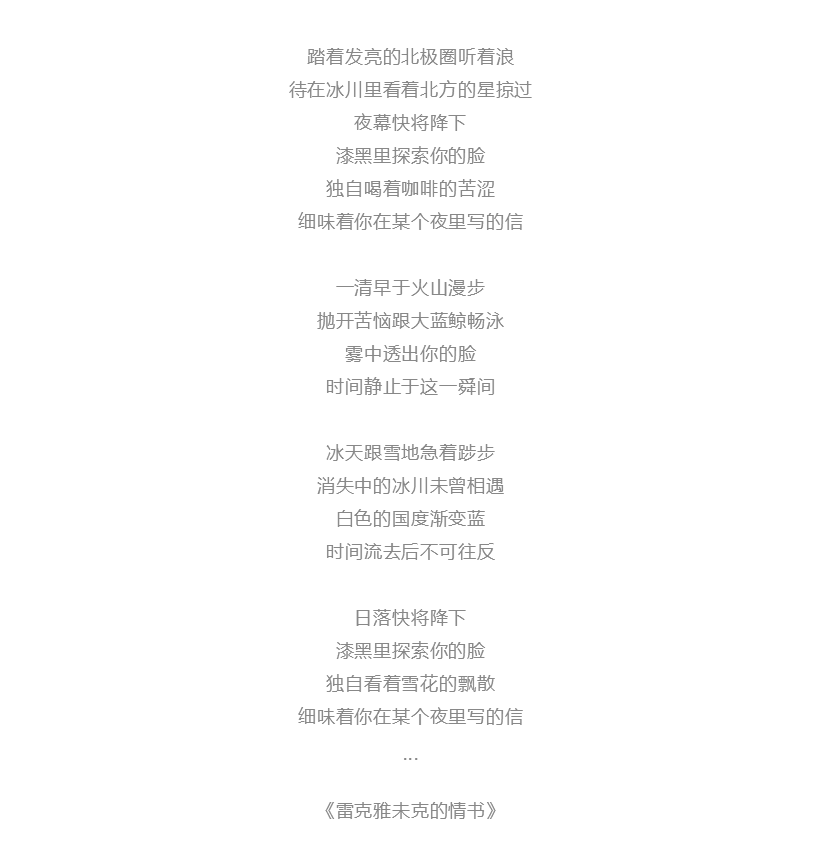 踏着发亮的北极圈听着浪
待在冰川里看着北方的星掠过
夜幕快将降下
漆黑里探索你的脸
独自喝着咖啡的苦涩
细味着你在某个夜里写的信
一清早于火山漫步
抛开苦恼跟大蓝鲸畅泳
雾中透出你的脸
时间静止于这一舜间
冰天跟雪地急着踄步
消失中的冰川未曾相遇
白色的国度渐变蓝
时间流去后不可往反
日落快将降下
漆黑里探索你的脸
独自看着雪花的飘散
细味着你在某个夜里写的信
...
《雷克雅未克的情书》